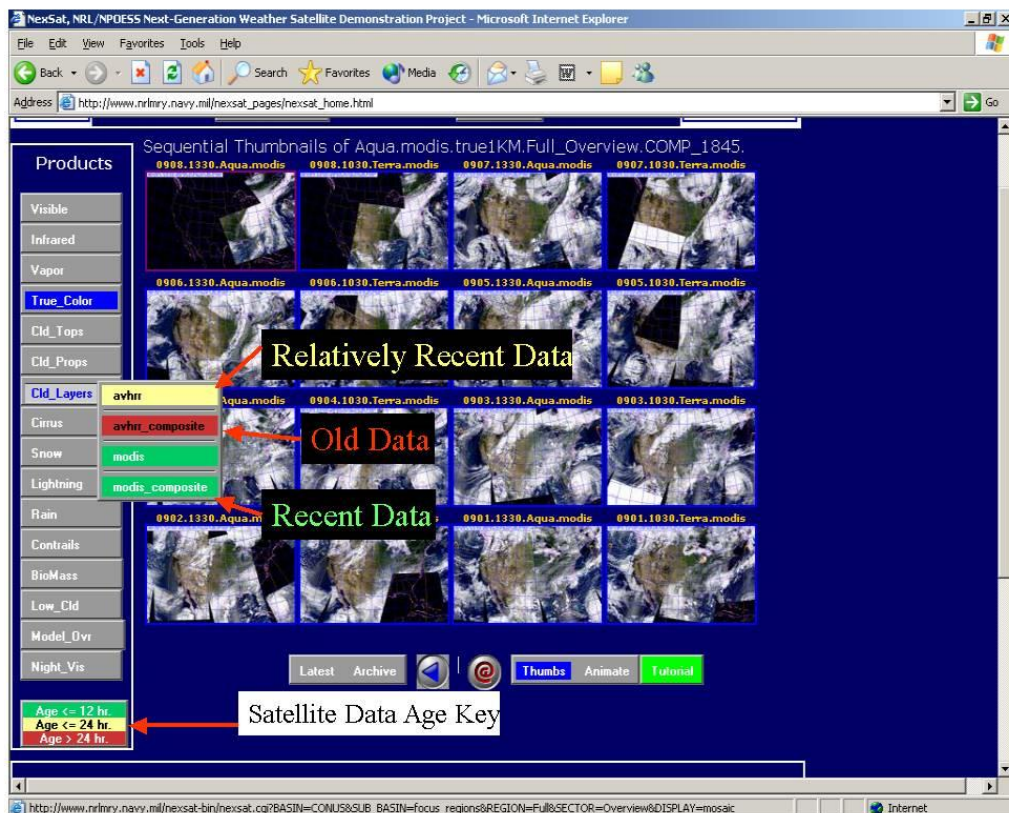 NexSat, NRL/NPOESS Next-Generation Weather Satellite Demonstration Project - Microsoft Internet Explorer
File Edit View Favorites Tools Help
Back Search Favorites Media
Address http://www.nrlmry.navy.mil/nexsat_pages/nexsat_home.html Go
Products
Sequential Thumbnails of Aqua.modis.true1KM.Full_Overview.COMP_1845.
0908.1330.Aqua.modis 0908.1030.Terra.modis 0907.1330.Aqua.modis 0907.1030.Terra.modis
Visible
Infrared
Vapor
0906.1330.Aqua.modis 0906.1030.Terra.modis 0905.1330.Aqua.modis 0905.1030.Terra.modis
True_Color
Cld_Tops
Cld_Props
Relatively Recent Data
Cld_Layers
avhrr
Aqua.modis 0904.1030.Terra.modis 0903.1330.Aqua.modis 0903.1030.Terra.modis
Cirrus
avhrr_composite
Old Data
Snow
modis
Lightning
modis_composite
Recent Data
Rain
0902.1330.Aqua.m odis 0901.1330.Aqua.modis 0901.1030.Terra.modis
Contrails
BioMass
Low_Cld
Model_Ovr
Night_Vis
Latest Archive @ Thumbs Animate Tutorial
Age <= 12 hr.
Age <= 24 hr.
Age > 24 hr.
Satellite Data Age Key
http://www.nrlmry.navy.mil/nexsat-bin/nexsat.cgi?BASIN=CONUS&SUB_BASIN=focus_regions&REGION=Full&SECTOR=Overview&DISPLAY=mosaic Internet